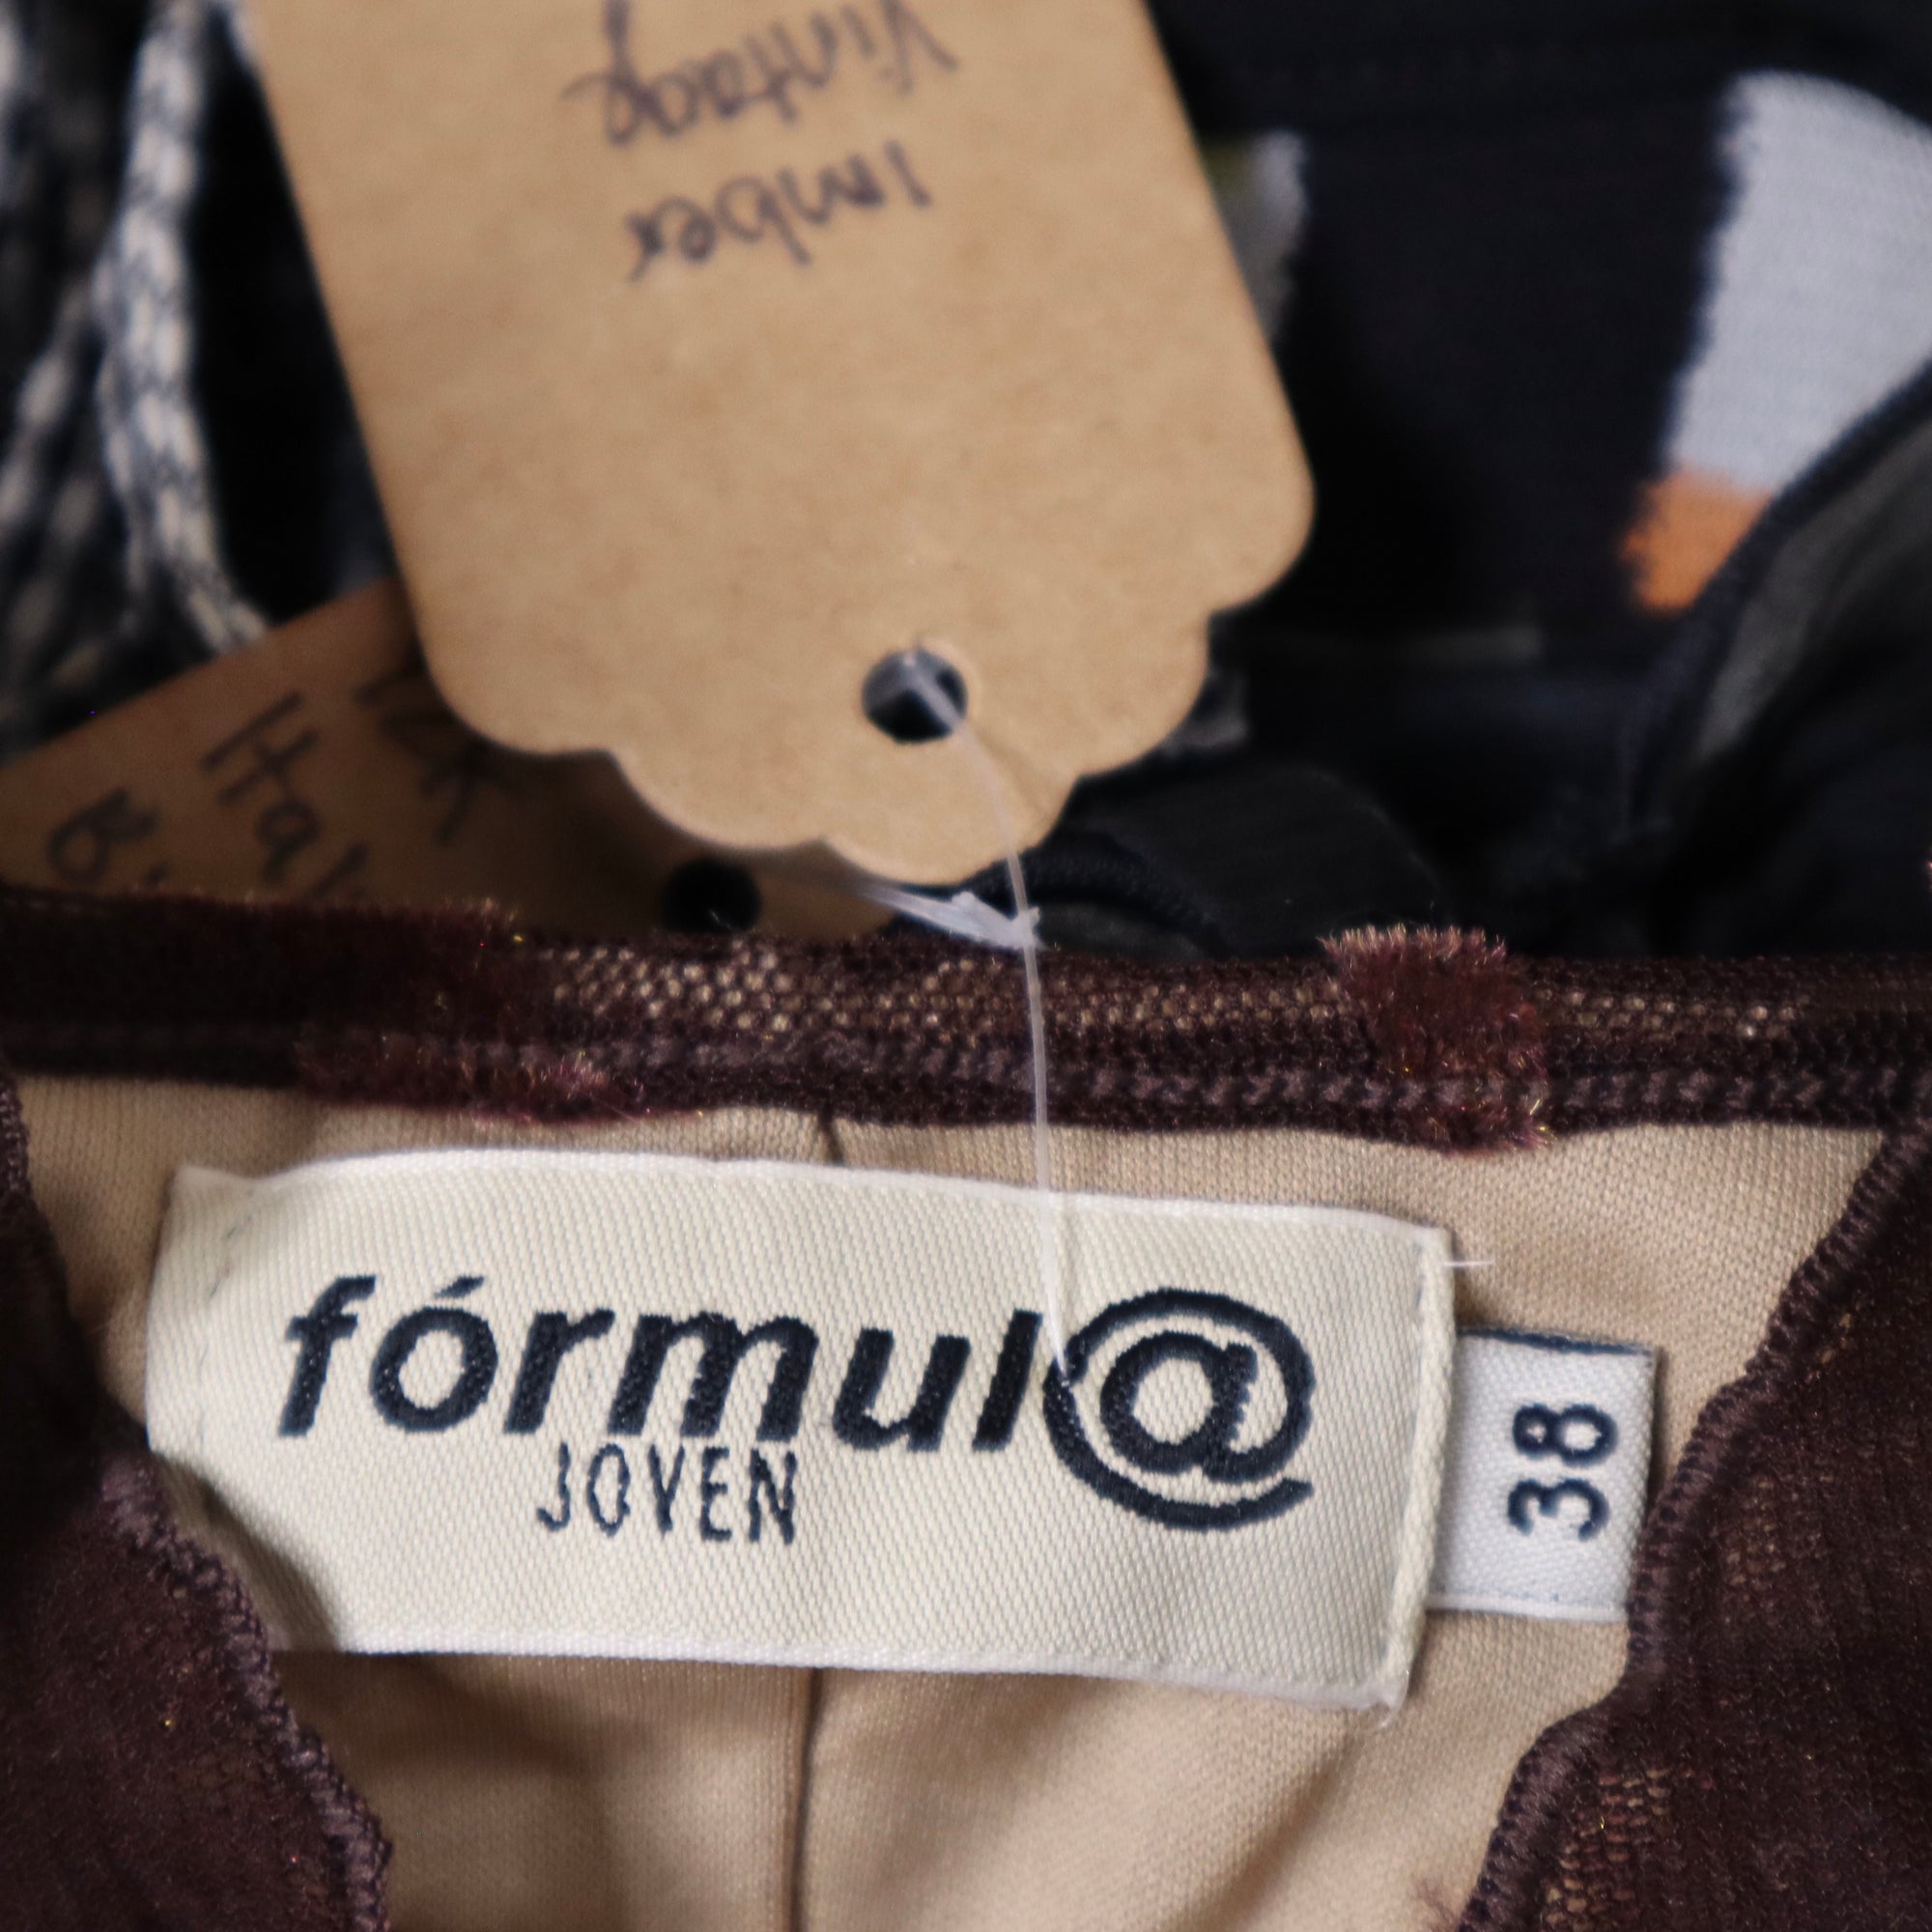 Imber
Vintage
fórmul@
JOVEN
38